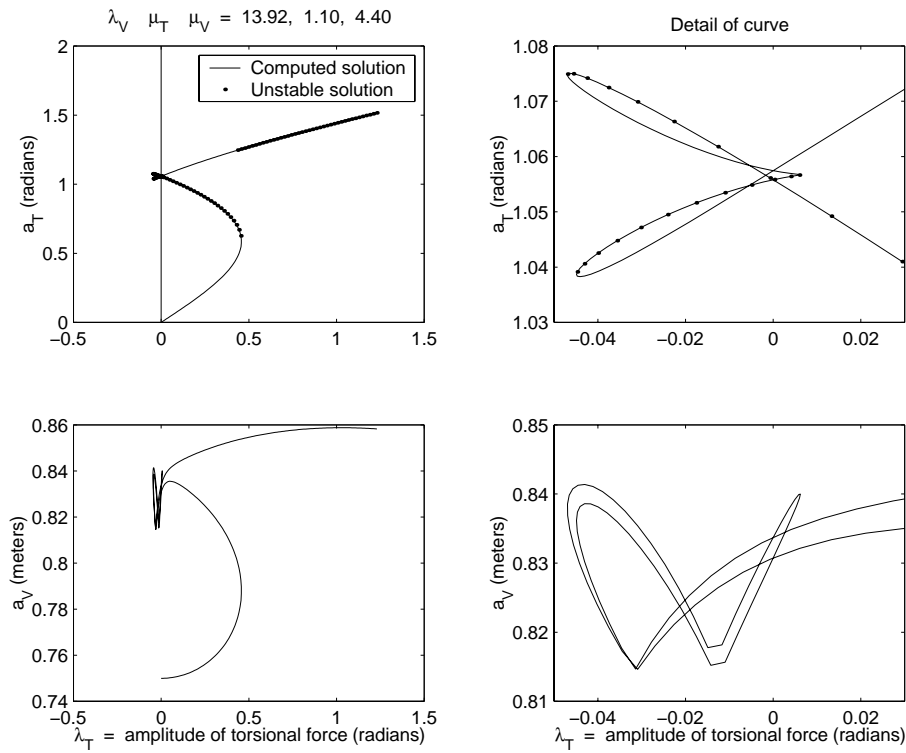 λV μT μV = 13.92, 1.10, 4.40
2
1.5
1
0.5
0
aT (radians)
Computed solution
Unstable solution
−0.5 0 0.5 1 1.5
Detail of curve
1.08
1.07
1.06
1.05
1.04
1.03
aT (radians)
−0.04 −0.02 0 0.02
0.86
0.84
0.82
0.8
0.78
0.76
0.74
aV (meters)
−0.5 0 0.5 1 1.5
λT = amplitude of torsional force (radians)
0.85
0.84
0.83
0.82
0.81
aV (meters)
−0.04 −0.02 0 0.02
λT = amplitude of torsional force (radians)